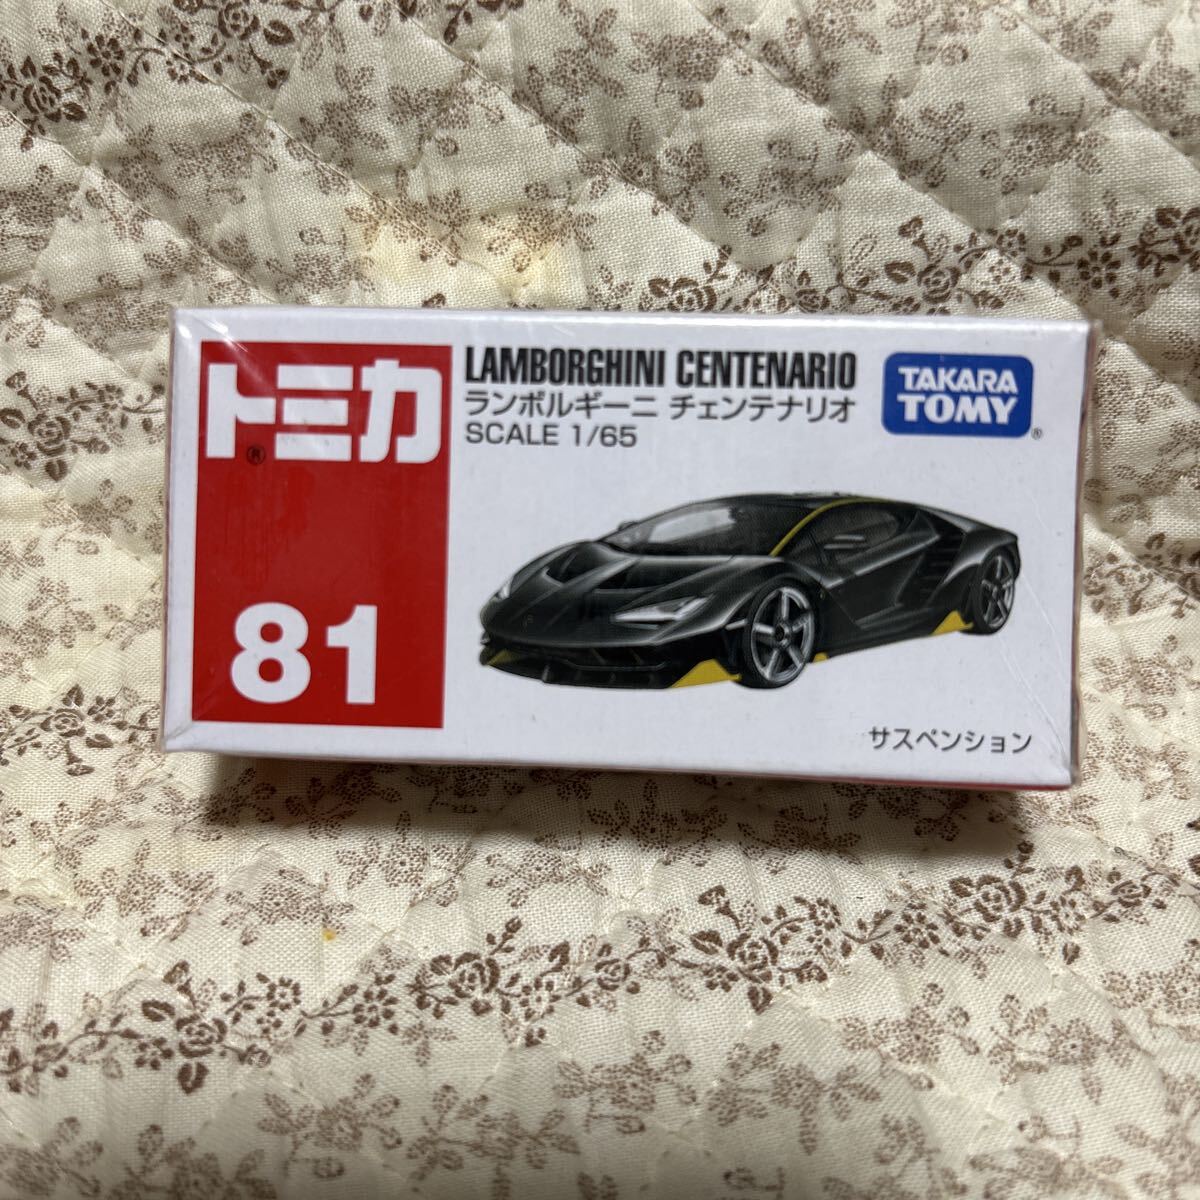 トミカ®
81
LAMBORGHINI CENTENARIO
ランボルギーニ チェンテナリオ
SCALE 1/65
TAKARA
TOMY®
サスペンション